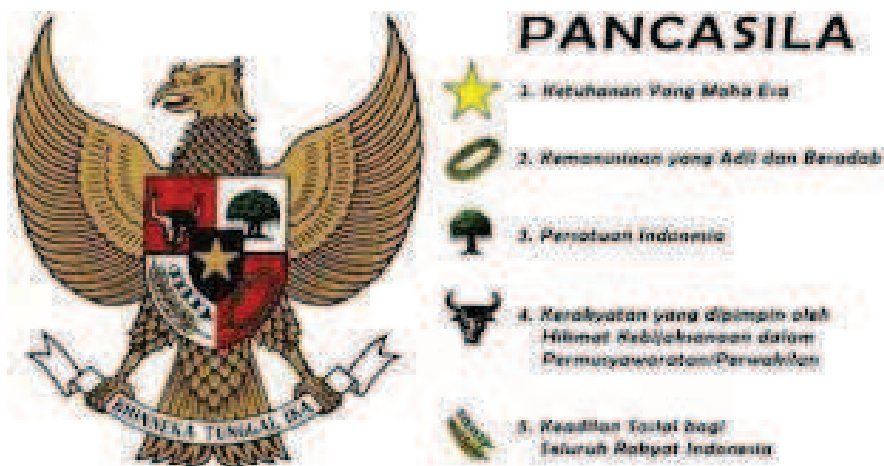 PANCASILA
1. Ketuhanan Yang Maha Esa
2. Kemanusiaan yang Adil dan Beradab
3. Persatuan Indonesia
4. Kerakyatan yang dipimpin oleh
Hikmat Kebijaksanaan dalam
Permusyawaratan/Perwakilan
5. Keadilan Sosial bagi
Seluruh Rakyat Indonesia
BHINNEKA TUNGGAL IKA